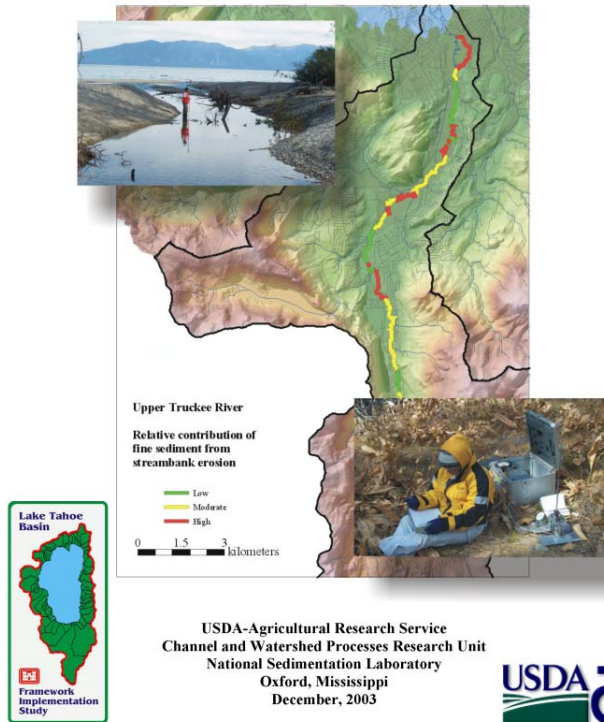 Upper Truckee River
Relative contribution of
fine sediment from
streambank erosion
Low
Moderate
High
0 1.5 3
kilometers
Lake Tahoe
Basin
Framework
Implementation
Study
USDA-Agricultural Research Service
Channel and Watershed Processes Research Unit
National Sedimentation Laboratory
Oxford, Mississippi
December, 2003
USDA